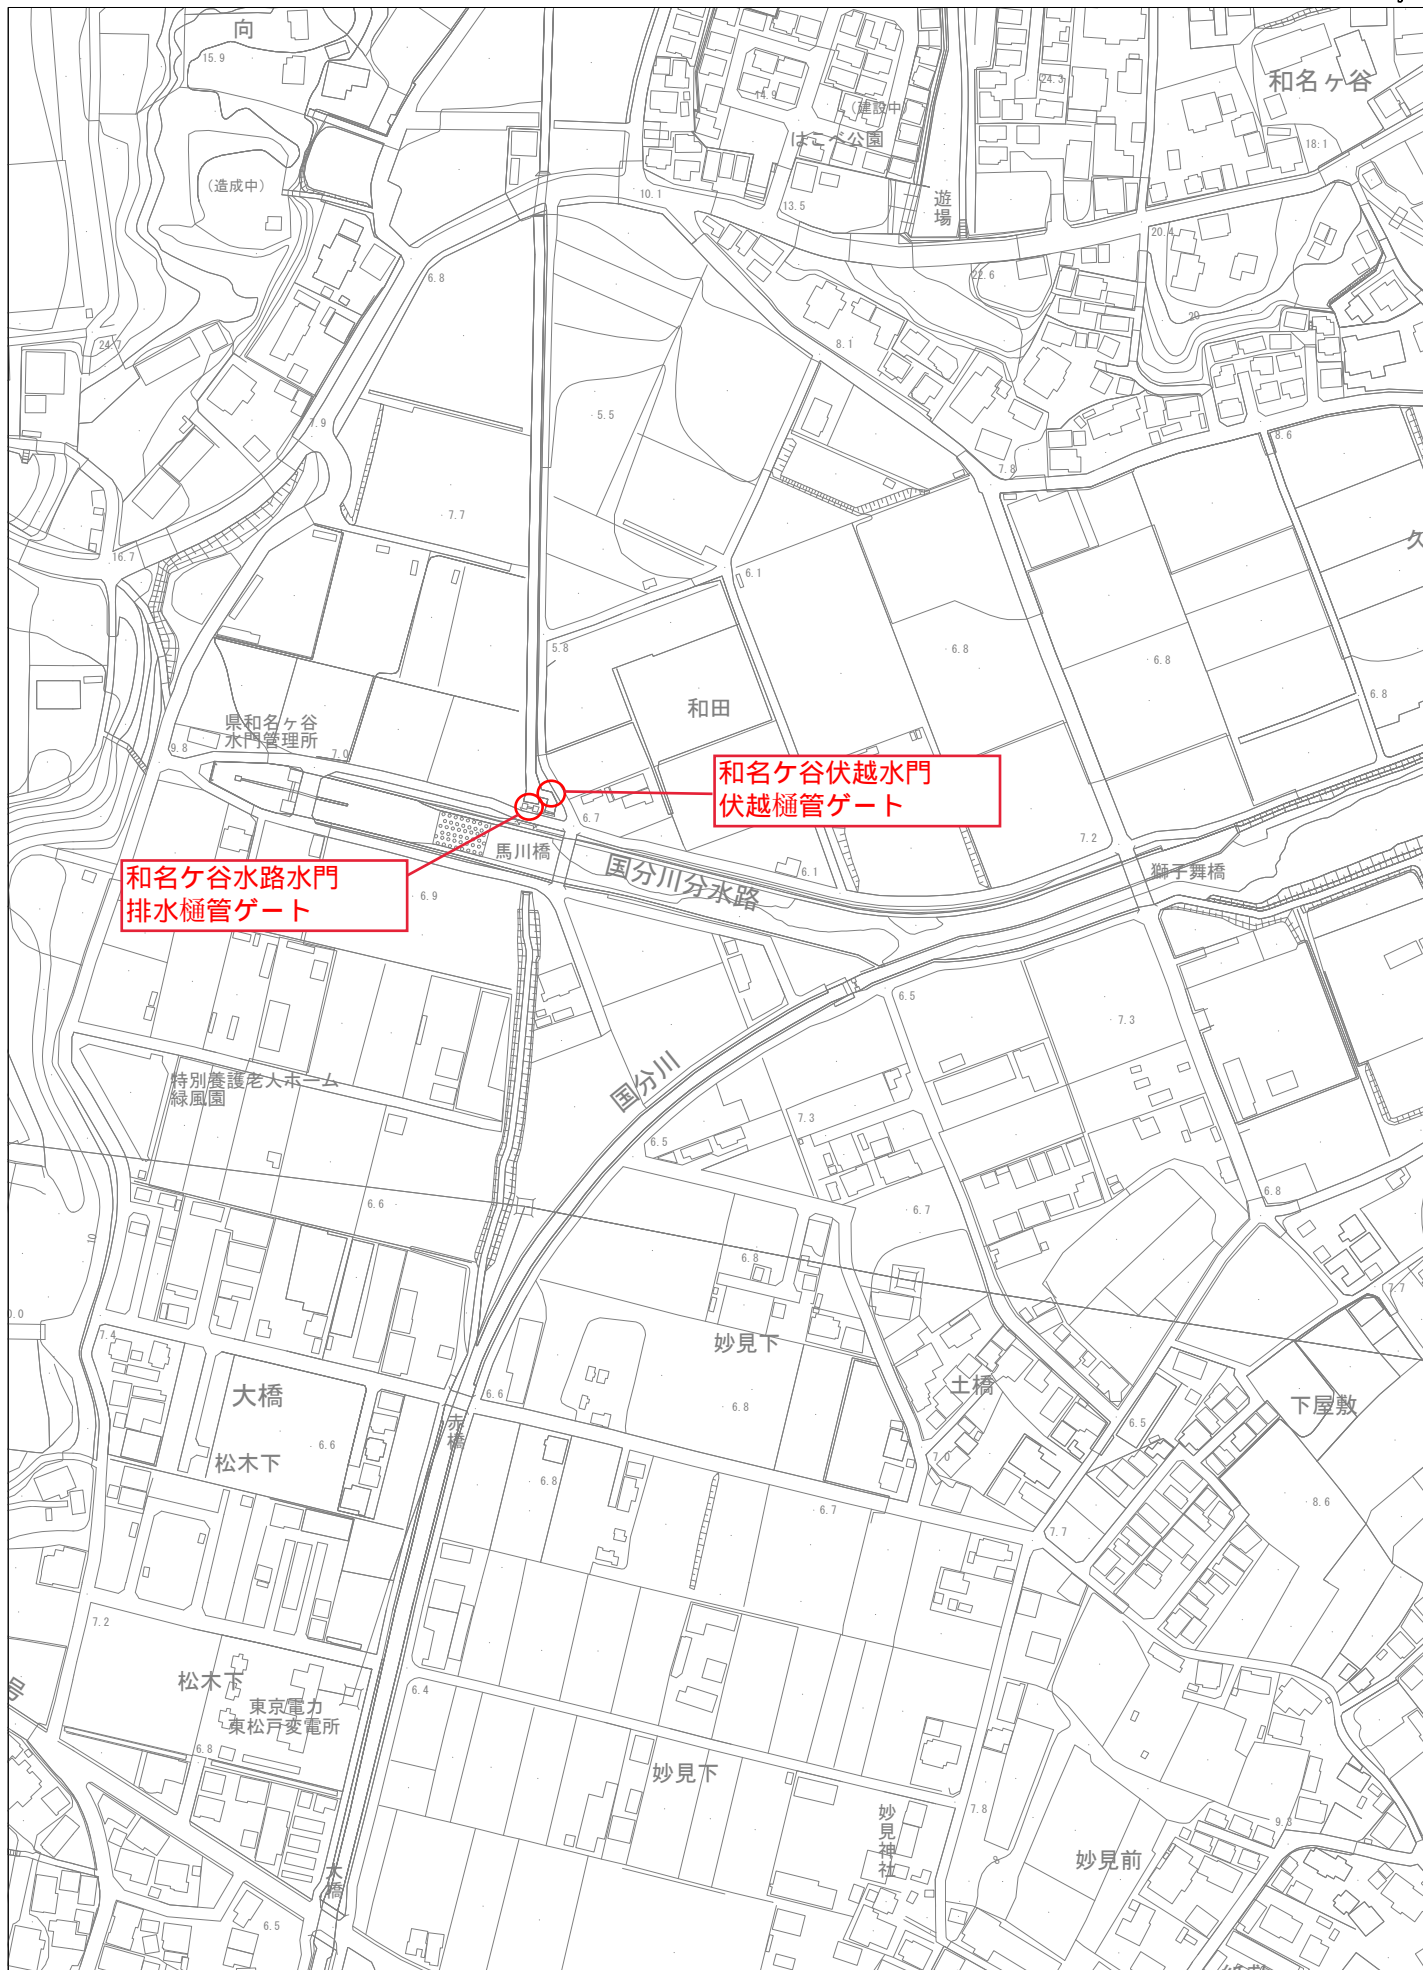 向
15.9
和名ヶ谷
24.3
14.9
(建設中)
はこべ公園
18.1
(造成中)
10.1
13.5
遊場
20.4
6.8
22.6
20
24.7
8.1
5.5
7.9
8.6
7.8
7.7
久
16.7
6.1
5.8
6.8
6.8
6.8
和田
県和名ヶ谷
水門管理所
9.8
7.0
和名ケ谷伏越水門
伏越樋管ゲート
6.7
7.2
馬川橋
国分川分水路
6.1
獅子舞橋
和名ケ谷水路水門
排水樋管ゲート
6.9
6.5
7.3
国分川
特別養護老人ホーム
緑風園
7.3
6.5
6.8
6.6
6.7
10
6.8
7.7
0.0
7.4
妙見下
大橋
6.6
土橋
下屋敷
赤橋
6.8
6.5
6.6
松木下
7.0
6.8
6.7
8.6
7.7
7.2
松木下
号
6.4
東京電力
東松戸変電所
6.8
妙見下
7.8
妙見神社
9.3
妙見前
8
大橋
6.5